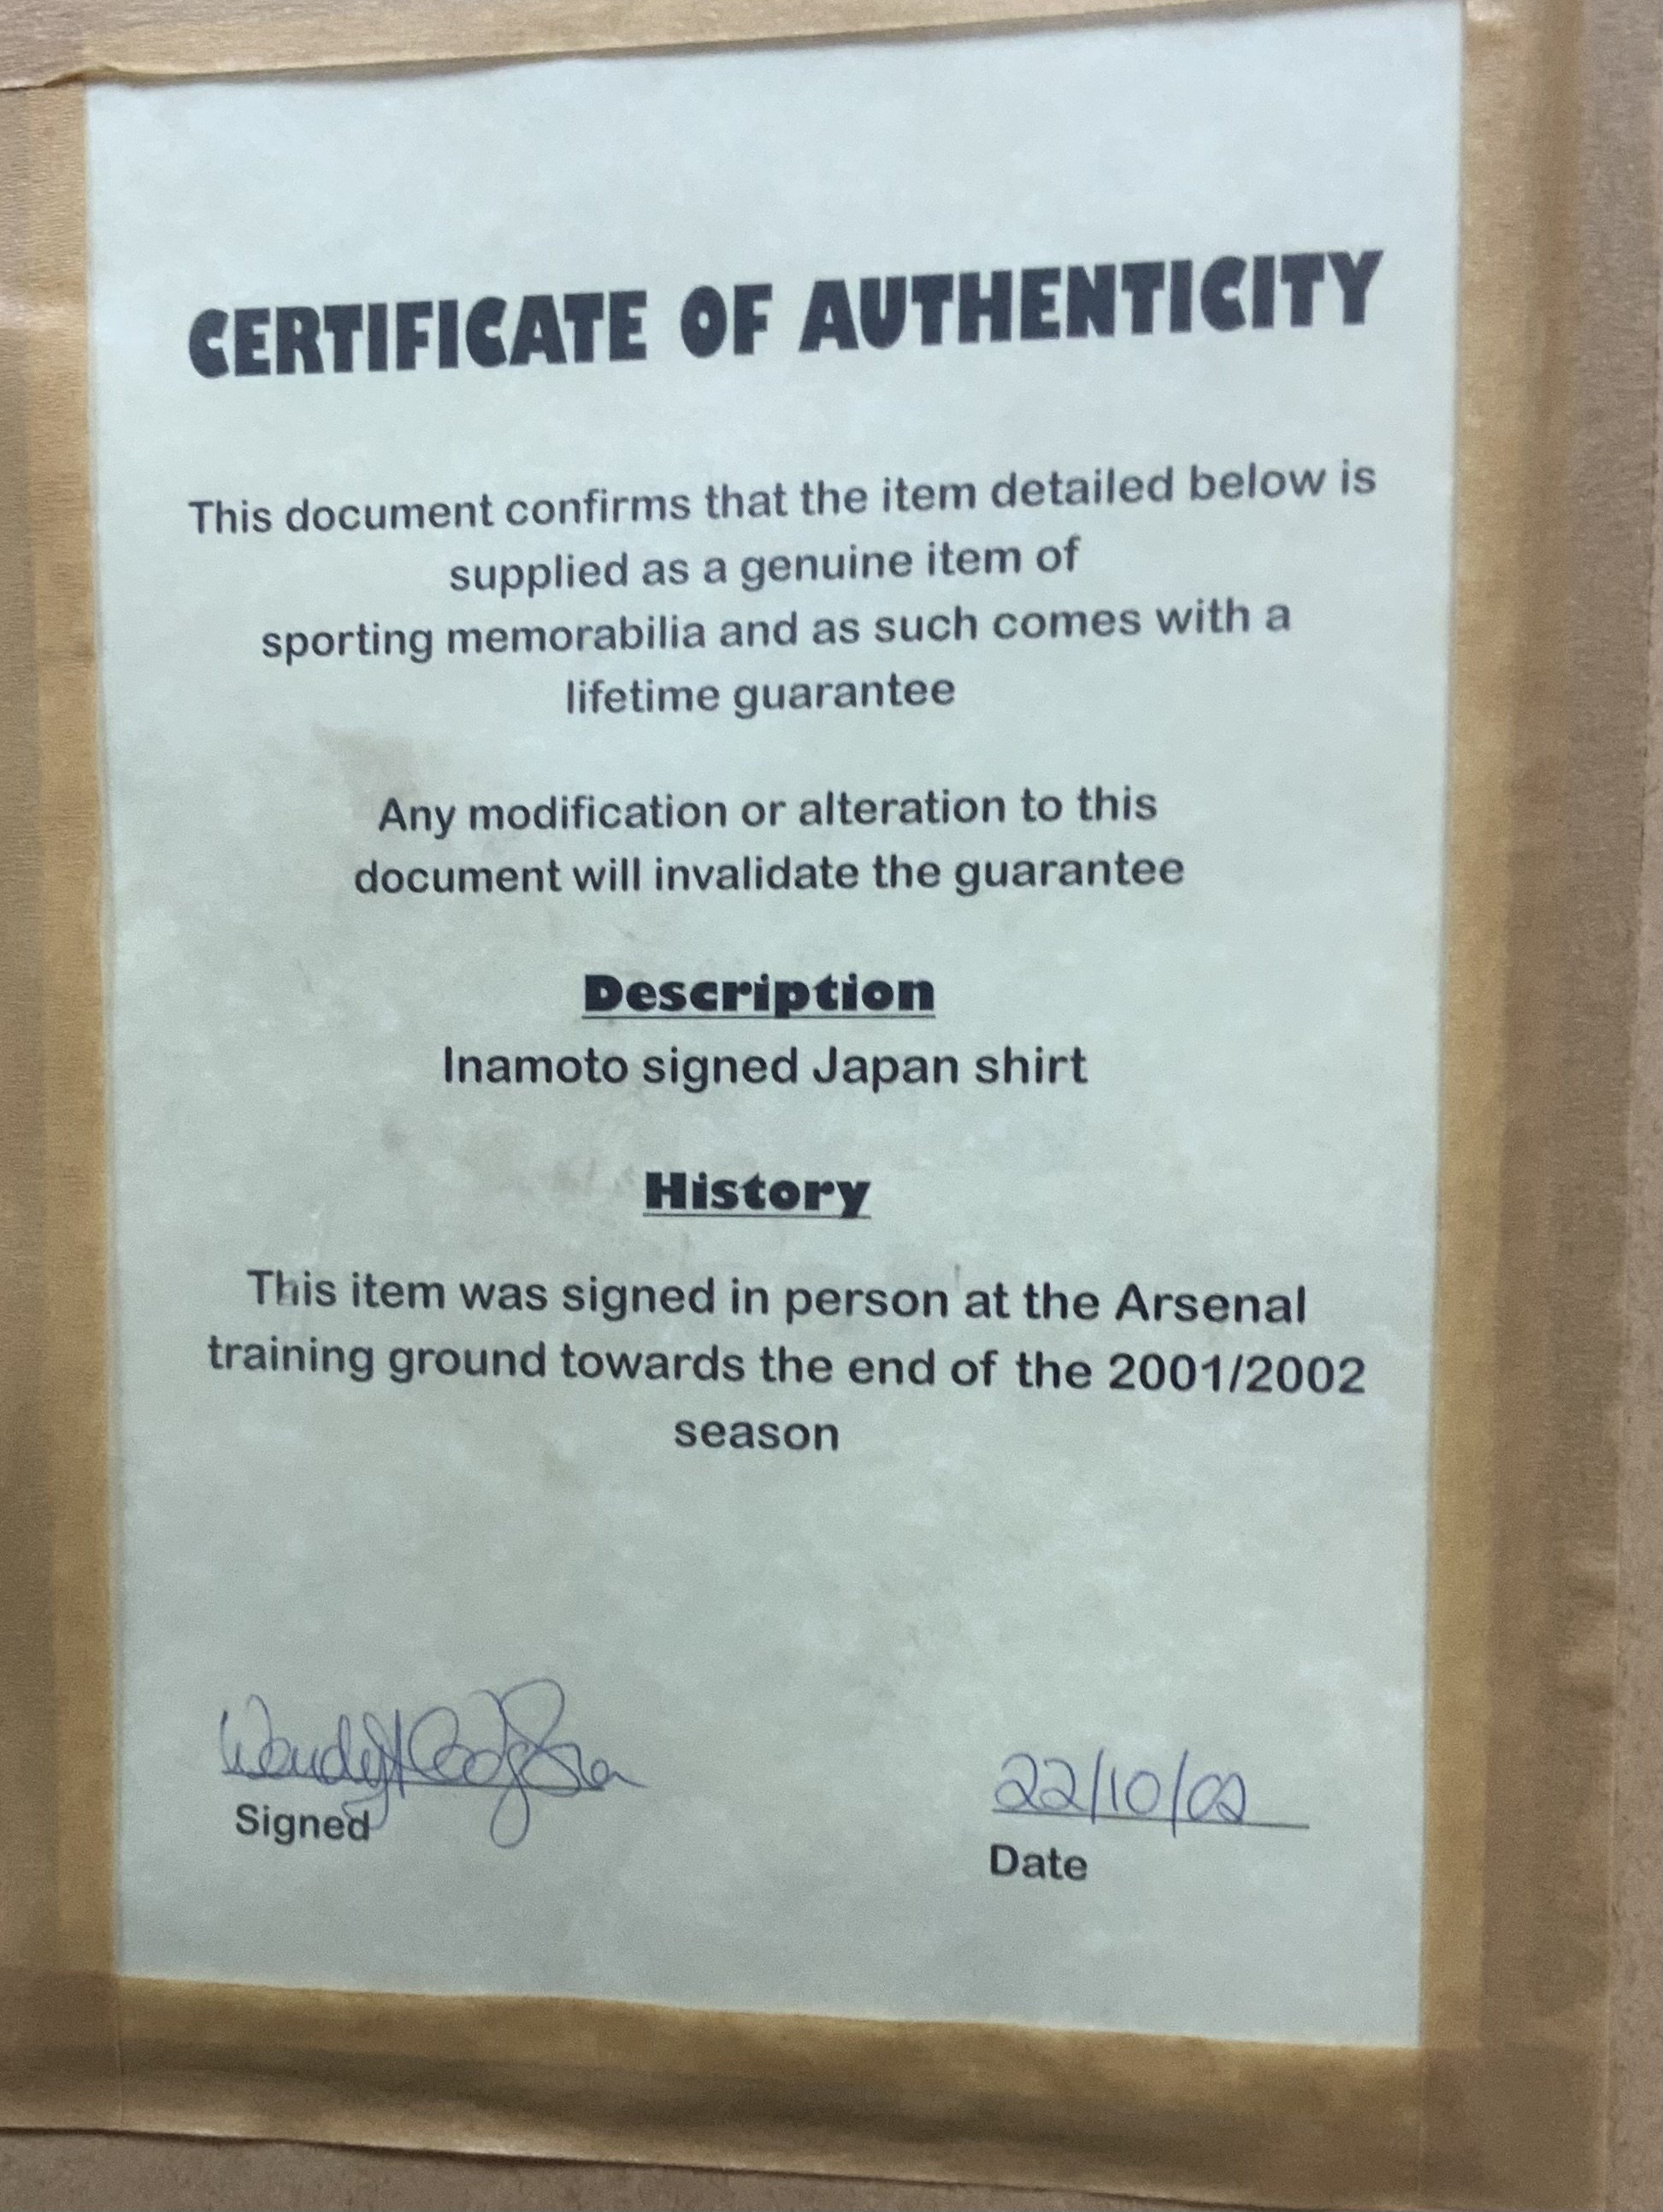 CERTIFICATE OF AUTHENTICITY
This document confirms that the item detailed below is
supplied as a genuine item of
sporting memorabilia and as such comes with a
lifetime guarantee
Any modification or alteration to this
document will invalidate the guarantee
Description
Inamoto signed Japan shirt
History
This item was signed in person at the Arsenal
training ground towards the end of the 2001/2002
season
22/10/02
Signed
Date